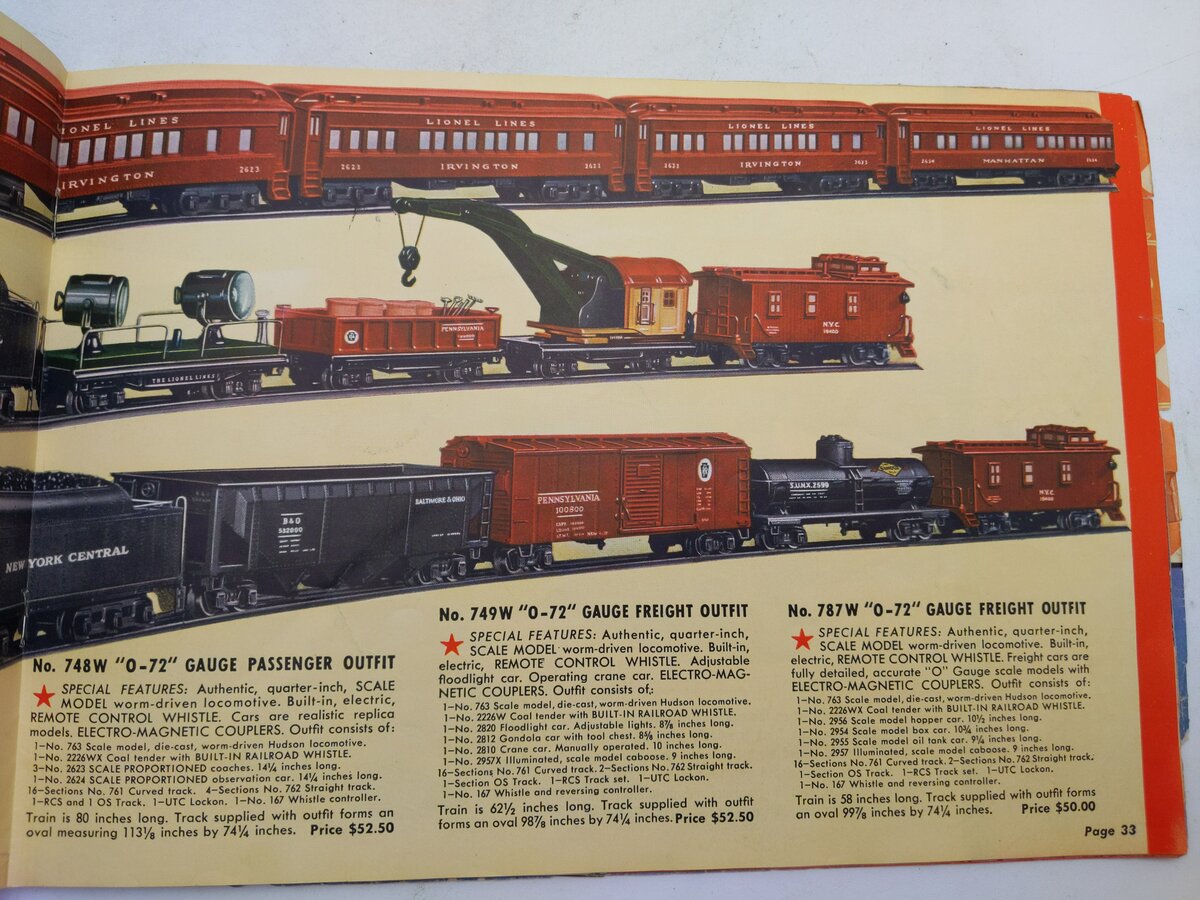 LIONEL LINES
IRVINGTON
2623
LIONEL LINES
2623 IRVINGTON 2623
LIONEL LINES
2623 IRVINGTON 2623
LIONEL LINES
2624 MANHATTAN 2624
THE LIONEL LINES
PENNSYLVANIA
N.Y.C.
19400
NEW YORK CENTRAL
B & O
532000
BALTIMORE & OHIO
PENNSYLVANIA
100800
S.U.N.X. 2599
N.Y.C.
19400
No. 748W "O-72" GAUGE PASSENGER OUTFIT
SPECIAL FEATURES: Authentic, quarter-inch, SCALE
MODEL worm-driven locomotive. Built-in, electric,
REMOTE CONTROL WHISTLE. Cars are realistic replica
models. ELECTRO-MAGNETIC COUPLERS. Outfit consists of:
1—No. 763 Scale model, die-cast, worm-driven Hudson locomotive.
1—No. 2226WX Coal tender with BUILT-IN RAILROAD WHISTLE.
3—No. 2623 SCALE PROPORTIONED coaches. 14¼ inches long.
1—No. 2624 SCALE PROPORTIONED observation car. 14¼ inches long.
16—Sections No. 761 Curved track. 4—Sections No. 762 Straight track.
1—RCS and 1 OS Track. 1—UTC Lockon. 1—No. 167 Whistle controller.
Train is 80 inches long. Track supplied with outfit forms an
oval measuring 113⅛ inches by 74¼ inches. Price $52.50
No. 749W "O-72" GAUGE FREIGHT OUTFIT
SPECIAL FEATURES: Authentic, quarter-inch,
SCALE MODEL worm-driven locomotive. Built-in,
electric, REMOTE CONTROL WHISTLE. Adjustable
floodlight car. Operating crane car. ELECTRO-MAG-
NETIC COUPLERS. Outfit consists of:
1—No. 763 Scale model, die-cast, worm-driven Hudson locomotive.
1—No. 2226W Coal tender with BUILT-IN RAILROAD WHISTLE.
1—No. 2820 Floodlight car. Adjustable lights. 8⅞ inches long.
1—No. 2812 Gondola car with tool chest. 8⅝ inches long.
1—No. 2810 Crane car. Manually operated. 10 inches long.
1—No. 2957X Illuminated, scale model caboose. 9 inches long.
16—Sections No. 761 Curved track. 2—Sections No. 762 Straight track.
1—Section OS Track. 1—RCS Track set. 1—UTC Lockon.
1—No. 167 Whistle and reversing controller.
Train is 62½ inches long. Track supplied with outfit
forms an oval 98⅞ inches by 74¼ inches. Price $52.50
No. 787W "O-72" GAUGE FREIGHT OUTFIT
SPECIAL FEATURES: Authentic, quarter-inch,
SCALE MODEL worm-driven locomotive. Built-in,
electric, REMOTE CONTROL WHISTLE. Freight cars are
fully detailed, accurate "O" Gauge scale models with
ELECTRO-MAGNETIC COUPLERS. Outfit consists of:
1—No. 763 Scale model, die-cast, worm-driven Hudson locomotive.
1—No. 2226WX Coal tender with BUILT-IN RAILROAD WHISTLE.
1—No. 2956 Scale model hopper car. 10½ inches long.
1—No. 2954 Scale model box car. 10¾ inches long.
1—No. 2955 Scale model oil tank car. 9¼ inches long.
1—No. 2957 Illuminated, scale model caboose. 9 inches long.
16—Sections No. 761 Curved track. 2—Sections No. 762 Straight track.
1—Section OS Track. 1—RCS Track set. 1—UTC Lockon.
1—No. 167 Whistle and reversing controller.
Train is 58 inches long. Track supplied with outfit forms
an oval 99⅞ inches by 74¼ inches. Price $50.00
Page 33